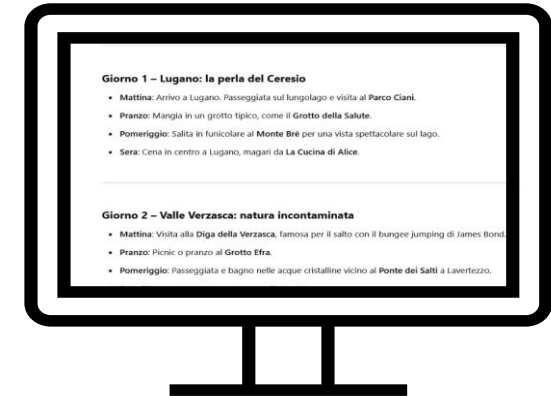 Giorno 1 – Lugano: la perla del Ceresio
• Mattina: Arrivo a Lugano. Passeggiata sul lungolago e visita al Parco Ciani.
• Pranzo: Mangia in un grotto tipico, come il Grotto della Salute.
• Pomeriggio: Salita in funicolare al Monte Brè per una vista spettacolare sul lago.
• Sera: Cena in centro a Lugano, magari da La Cucina di Alice.
Giorno 2 – Valle Verzasca: natura incontaminata
• Mattina: Visita alla Diga della Verzasca, famosa per il salto con il bungee jumping di James Bond.
• Pranzo: Picnic o pranzo al Grotto Efra.
• Pomeriggio: Passeggiata e bagno nelle acque cristalline vicino al Ponte dei Salti a Lavertezzo.